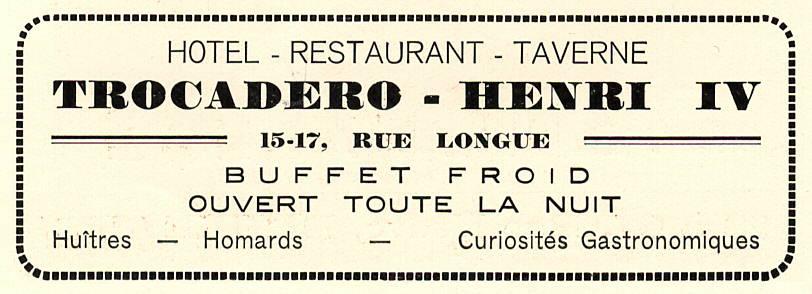 HOTEL - RESTAURANT - TAVERNE
TROCADERO - HENRI IV
15-17, RUE LONGUE
BUFFET FROID
OUVERT TOUTE LA NUIT
Huîtres — Homards — Curiosités Gastronomiques